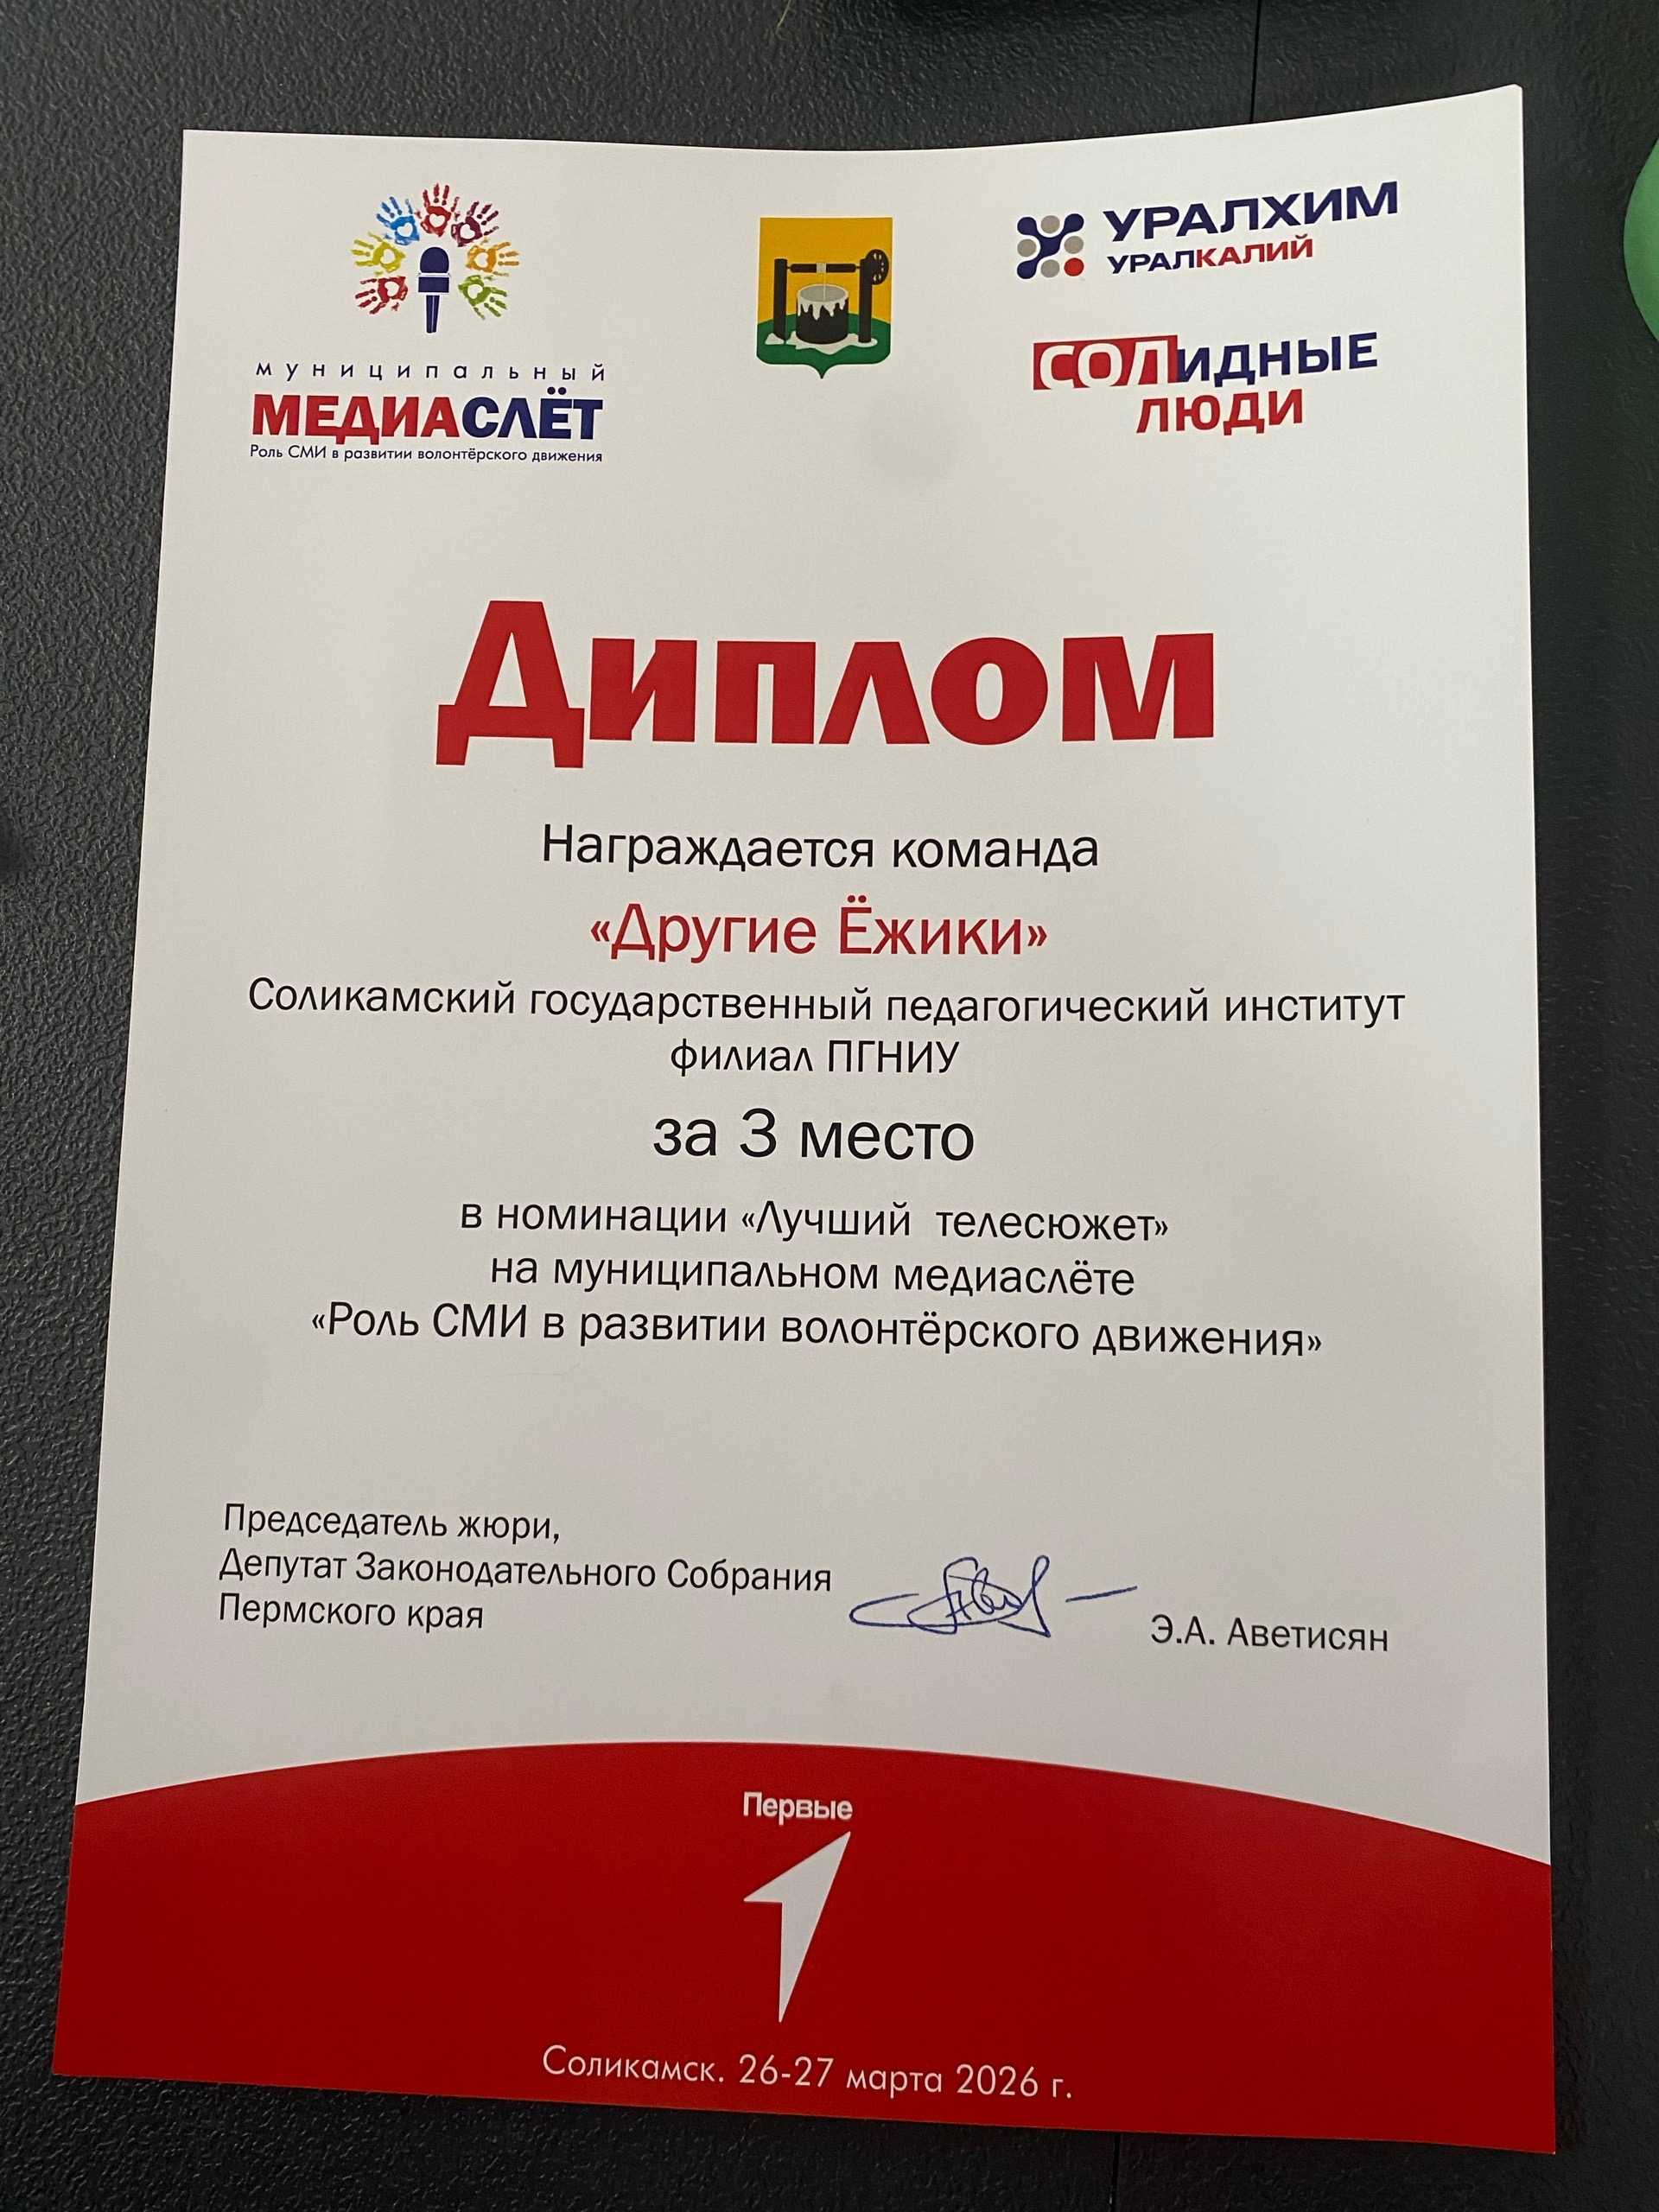 муниципальный
МЕДИАСЛЁТ
Роль СМИ в развитии волонтёрского движения
УРАЛХИМ
УРАЛКАЛИЙ
СОЛИДНЫЕ
ЛЮДИ
Диплом
Награждается команда
«Другие Ёжики»
Соликамский государственный педагогический институт
филиал ПГНИУ
за 3 место
в номинации «Лучший телесюжет»
на муниципальном медиаслёте
«Роль СМИ в развитии волонтёрского движения»
Председатель жюри,
Депутат Законодательного Собрания
Пермского края
Э.А. Аветисян
Первые
Соликамск. 26-27 марта 2026 г.